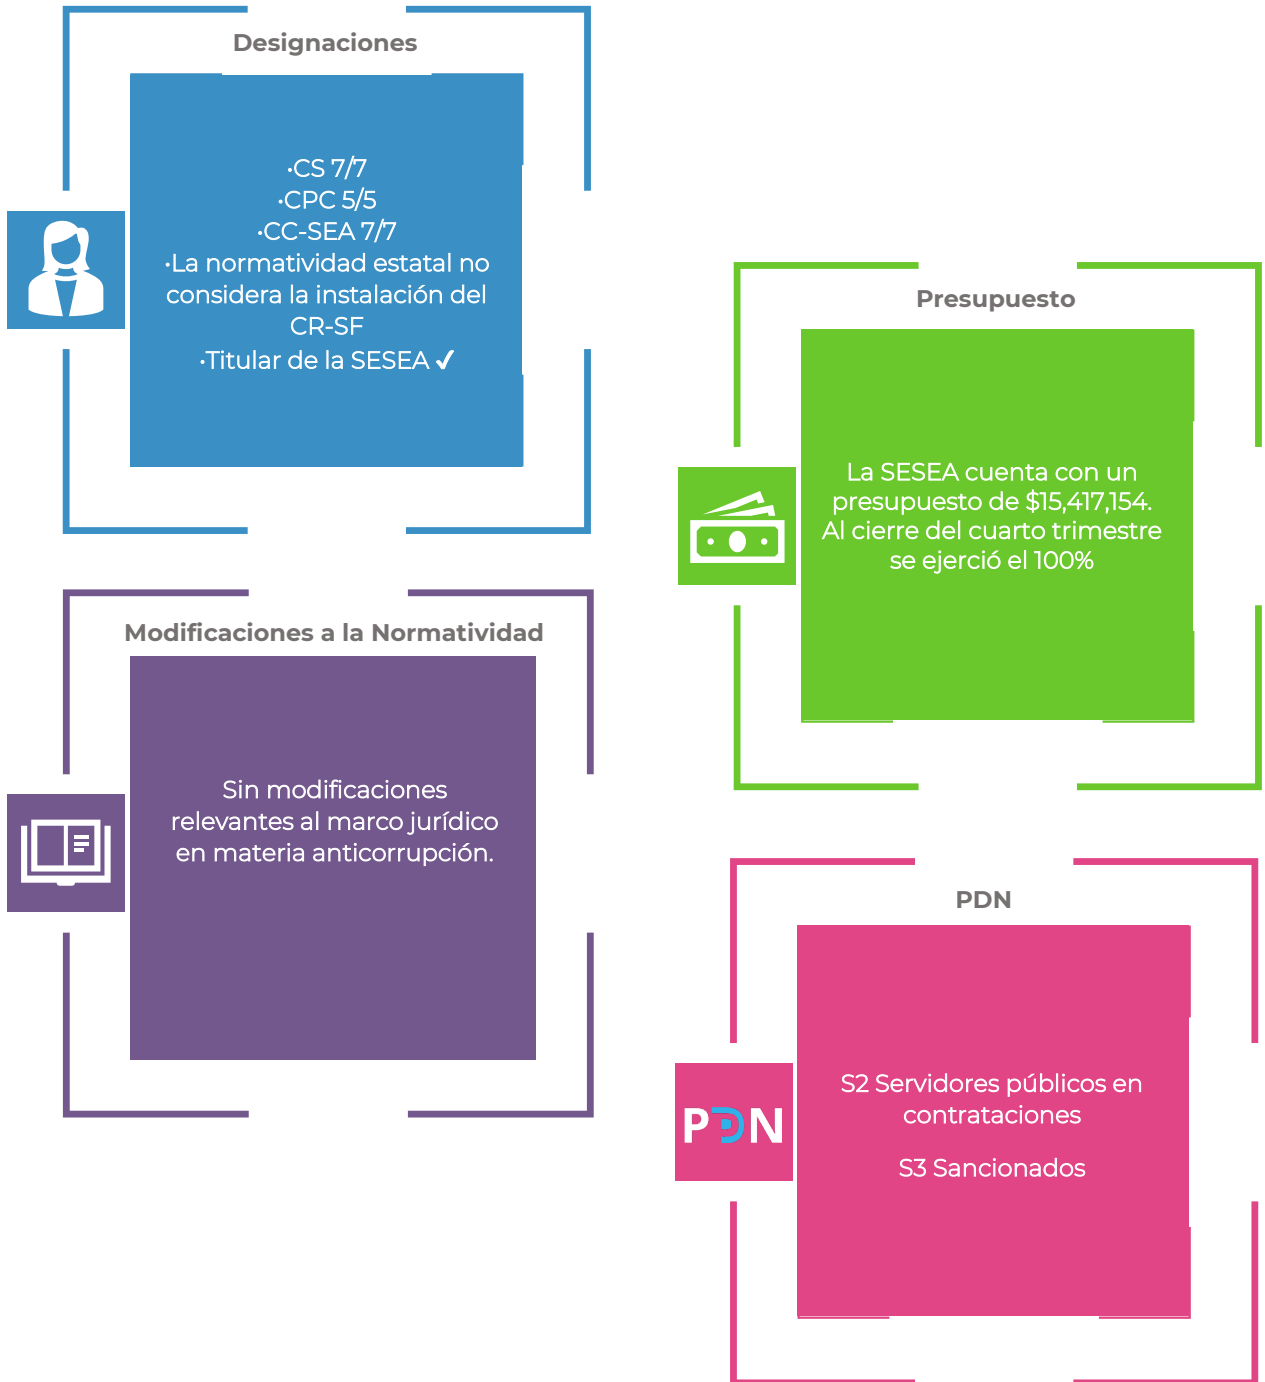 Designaciones
•CS 7/7
•CPC 5/5
•CC-SEA 7/7
•La normatividad estatal no
considera la instalación del
CR-SF
•Titular de la SESEA ✓
Presupuesto
La SESEA cuenta con un
presupuesto de $15,417,154.
Al cierre del cuarto trimestre
se ejerció el 100%
Modificaciones a la Normatividad
Sin modificaciones
relevantes al marco jurídico
en materia anticorrupción.
PDN
PDN
S2 Servidores públicos en
contrataciones
S3 Sancionados